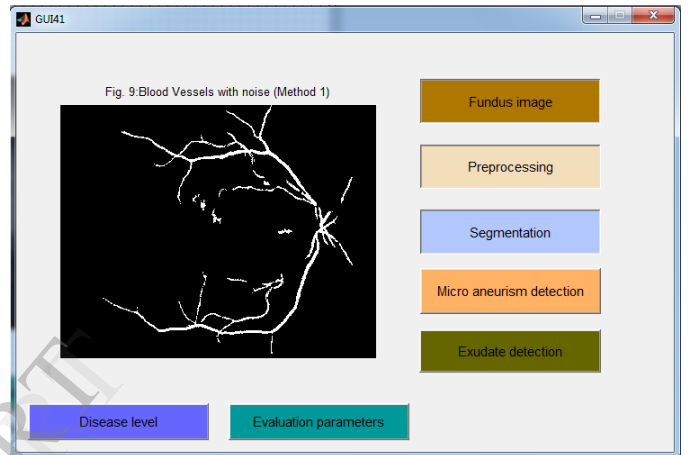 GUI41
Fig. 9:Blood Vessels with noise (Method 1)
Fundus image
Preprocessing
Segmentation
Micro aneurism detection
Exudate detection
Disease level
Evaluation parameters